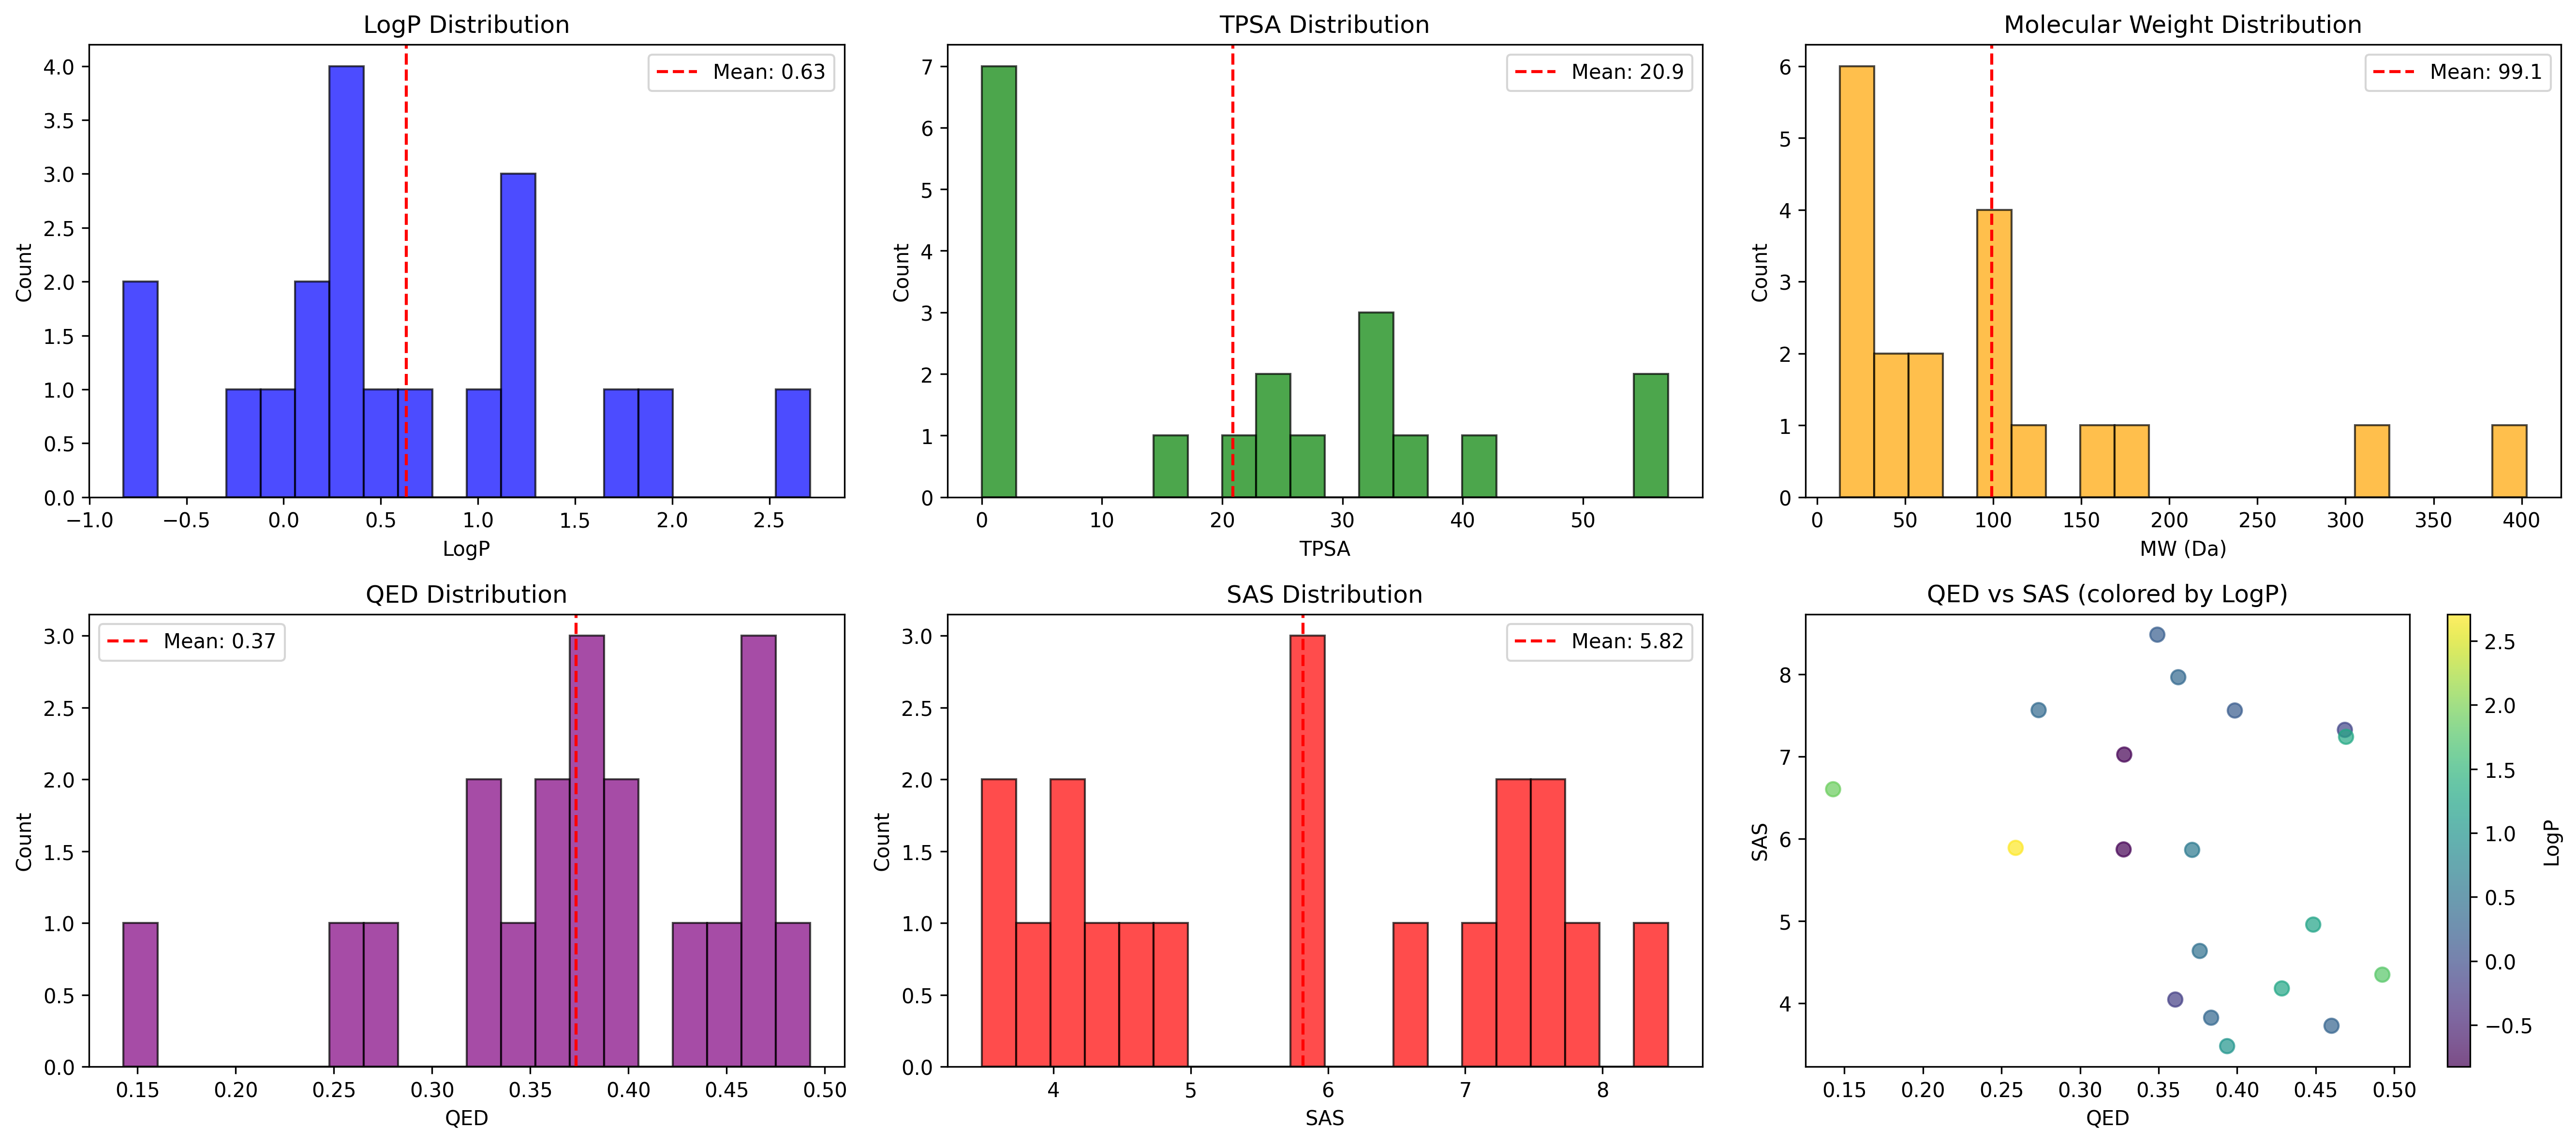 LogP Distribution
Mean: 0.63
4.0
3.5
3.0
2.5
2.0
1.5
1.0
0.5
0.0
Count
−1.0 −0.5 0.0 0.5 1.0 1.5 2.0 2.5
LogP
TPSA Distribution
Mean: 20.9
7
6
5
4
3
2
1
0
Count
0 10 20 30 40 50
TPSA
Molecular Weight Distribution
Mean: 99.1
6
5
4
3
2
1
0
Count
0 50 100 150 200 250 300 350 400
MW (Da)
QED Distribution
Mean: 0.37
3.0
2.5
2.0
1.5
1.0
0.5
0.0
Count
0.15 0.20 0.25 0.30 0.35 0.40 0.45 0.50
QED
SAS Distribution
Mean: 5.82
3.0
2.5
2.0
1.5
1.0
0.5
0.0
Count
4 5 6 7 8
SAS
QED vs SAS (colored by LogP)
8
7
6
5
4
SAS
0.15 0.20 0.25 0.30 0.35 0.40 0.45 0.50
QED
2.5
2.0
1.5
1.0
0.5
0.0
−0.5
LogP